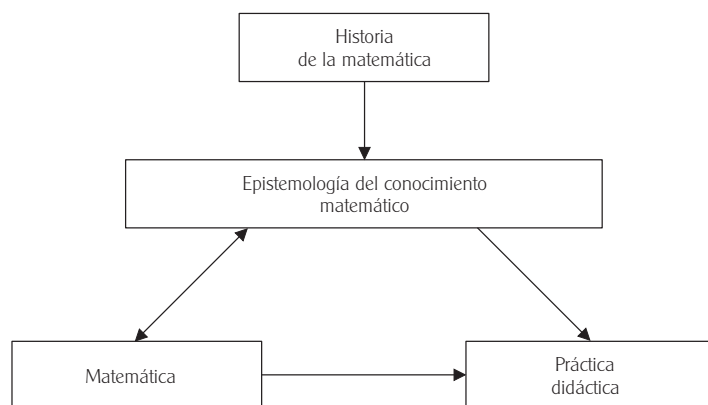 Historia
de la matemática
Epistemología del conocimiento
matemático
Matemática
Práctica
didáctica